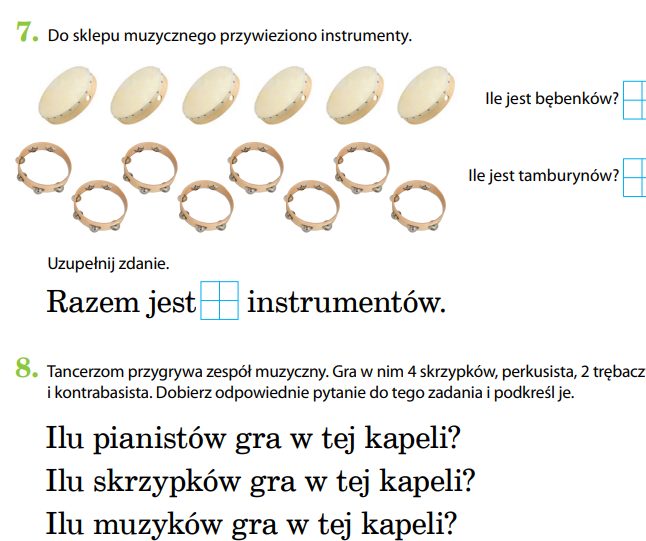 7. Do sklepu muzycznego przywieziono instrumenty.
Ile jest bębenków?
Ile jest tamburynów?
Uzupełnij zdanie.
Razem jest instrumentów.
8. Tancerzom przygrywa zespół muzyczny. Gra w nim 4 skrzypków, perkusista, 2 trębacz
i kontrabasista. Dobierz odpowiednie pytanie do tego zadania i podkreśl je.
Ilu pianistów gra w tej kapeli?
Ilu skrzypków gra w tej kapeli?
Ilu muzyków gra w tej kapeli?